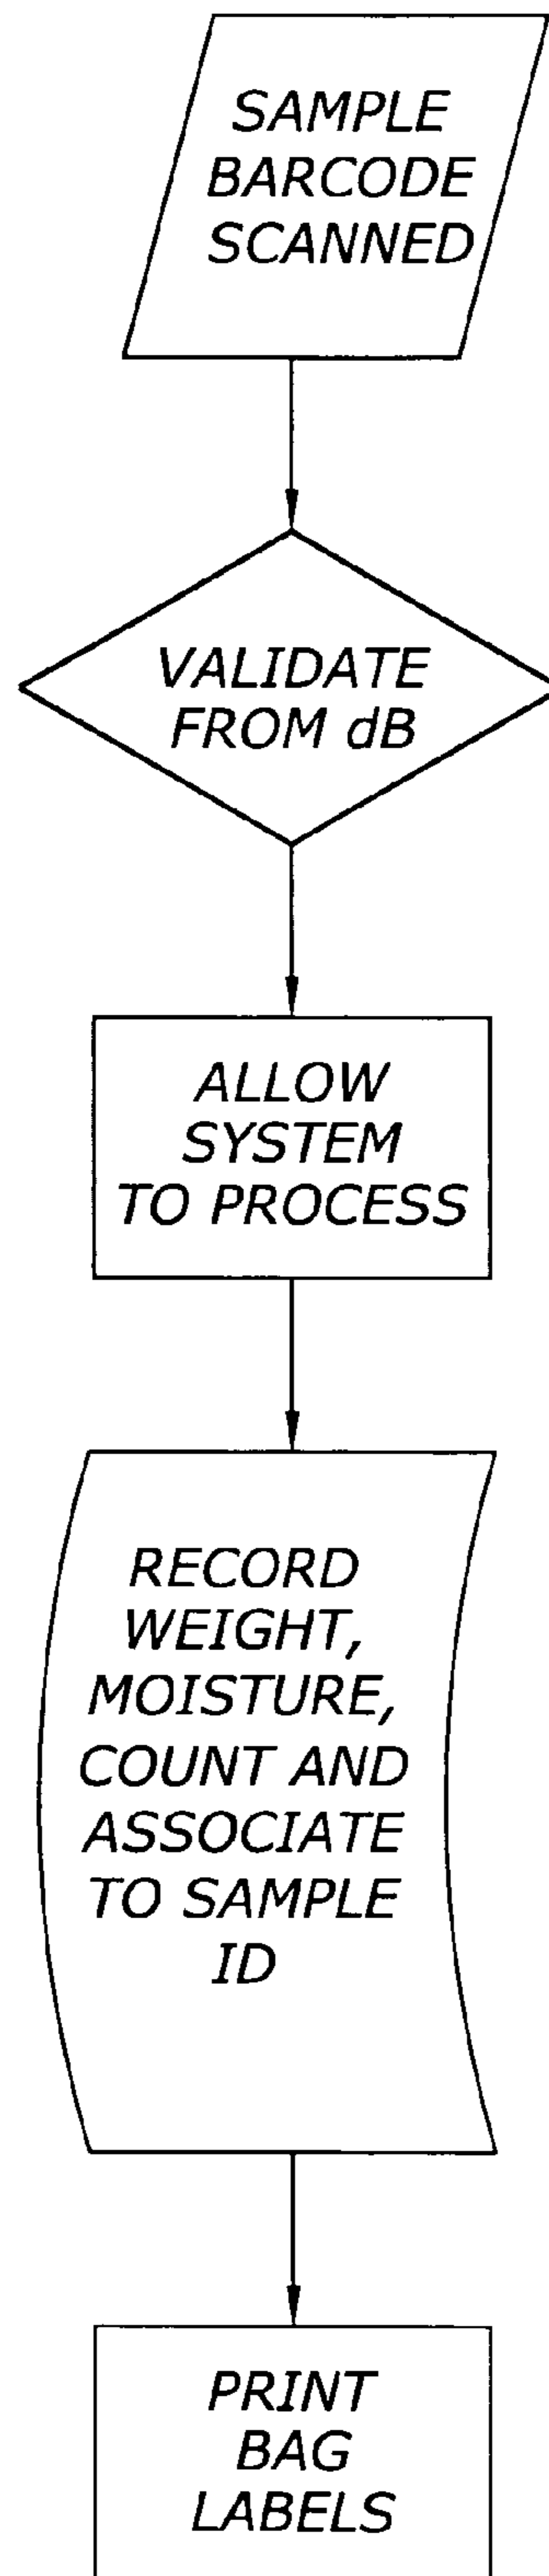 SAMPLE
BARCODE
SCANNED
VALIDATE
FROM dB
ALLOW
SYSTEM
TO PROCESS
RECORD
WEIGHT,
MOISTURE,
COUNT AND
ASSOCIATE
TO SAMPLE
ID
PRINT
BAG
LABELS